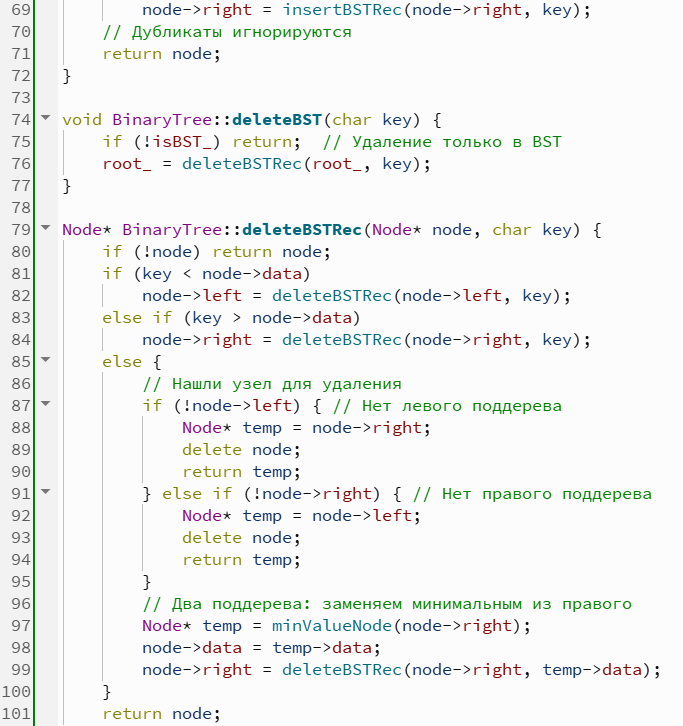 69 node->right = insertBSTRec(node->right, key);
70 // Дубликаты игнорируются
71 return node;
72 }
73
74 void BinaryTree::deleteBST(char key) {
75 if (!isBST_) return;  // Удаление только в BST
76 root_ = deleteBSTRec(root_, key);
77 }
78
79 Node* BinaryTree::deleteBSTRec(Node* node, char key) {
80 if (!node) return node;
81 if (key < node->data)
82 node->left = deleteBSTRec(node->left, key);
83 else if (key > node->data)
84 node->right = deleteBSTRec(node->right, key);
85 else {
86 // Нашли узел для удаления
87 if (!node->left) { // Нет левого поддерева
88 Node* temp = node->right;
89 delete node;
90 return temp;
91 } else if (!node->right) { // Нет правого поддерева
92 Node* temp = node->left;
93 delete node;
94 return temp;
95 }
96 // Два поддерева: заменяем минимальным из правого
97 Node* temp = minValueNode(node->right);
98 node->data = temp->data;
99 node->right = deleteBSTRec(node->right, temp->data);
100 }
101 return node;